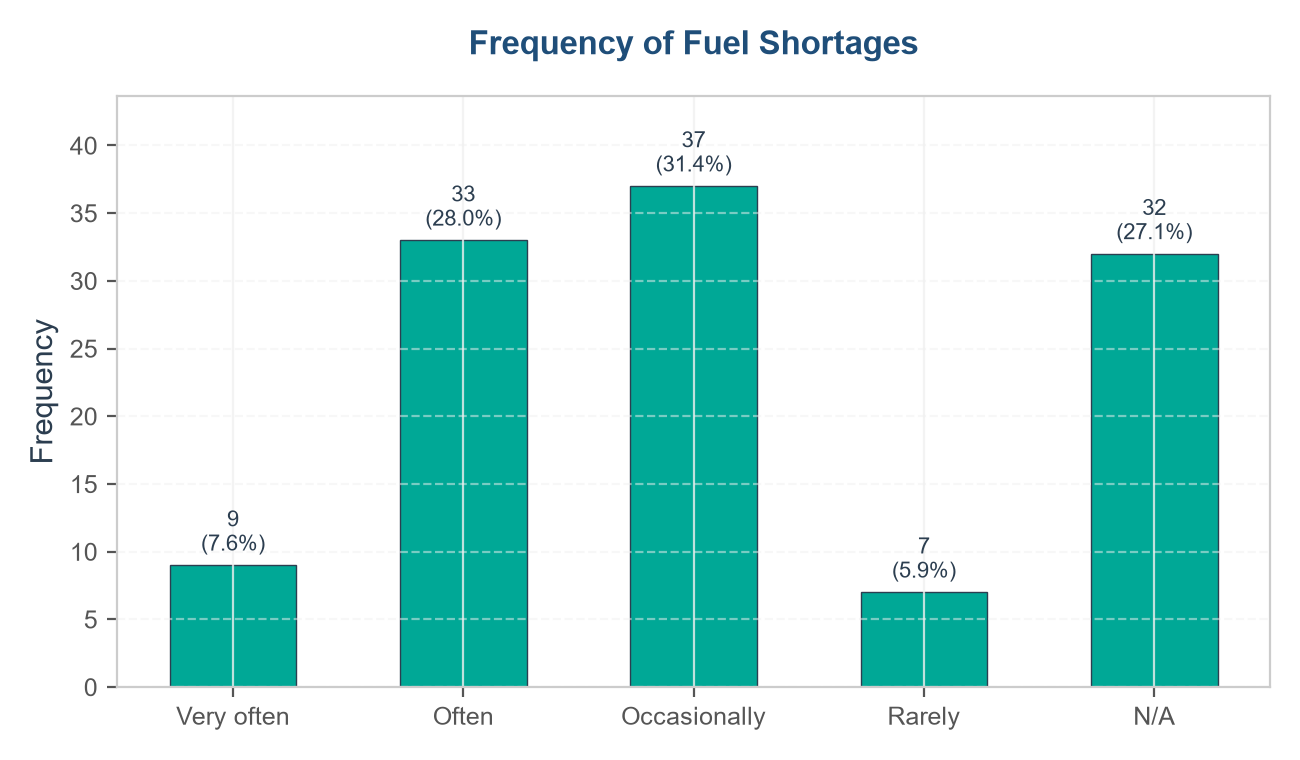 Frequency of Fuel Shortages
Frequency
40
35
30
25
20
15
10
5
0
9
(7.6%)
33
(28.0%)
37
(31.4%)
7
(5.9%)
32
(27.1%)
Very often
Often
Occasionally
Rarely
N/A